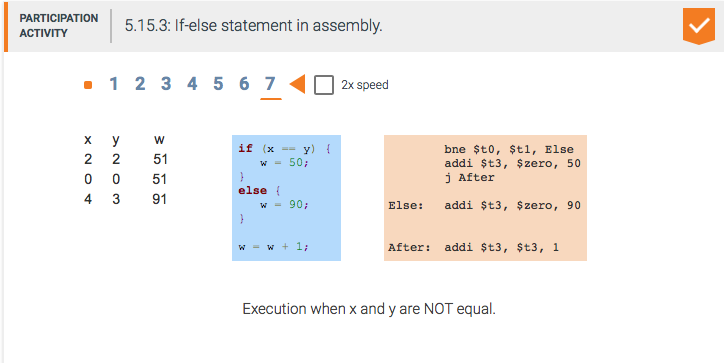 PARTICIPATION
ACTIVITY
5.15.3: If-else statement in assembly.
1 2 3 4 5 6 7 2x speed
x y w
2 2 51
0 0 51
4 3 91
if (x == y) {
w = 50;
}
else {
w = 90;
}
w = w + 1;
bne $t0, $t1, Else
addi $t3, $zero, 50
j After
Else: addi $t3, $zero, 90
After: addi $t3, $t3, 1
Execution when x and y are NOT equal.